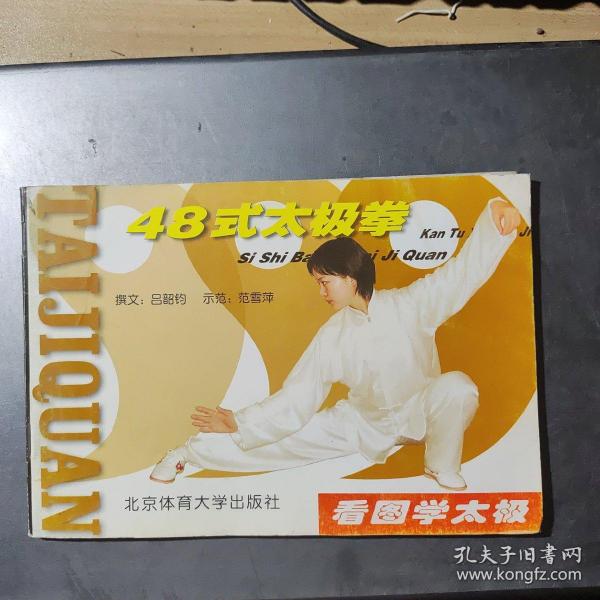 TAIJIQUAN
48式太极拳
Kan Tu
Si Shi Ji Quan
撰文：吕韶钧 示范：范雪萍
北京体育大学出版社
看图学太极
孔夫子旧书网
www.kongfz.com